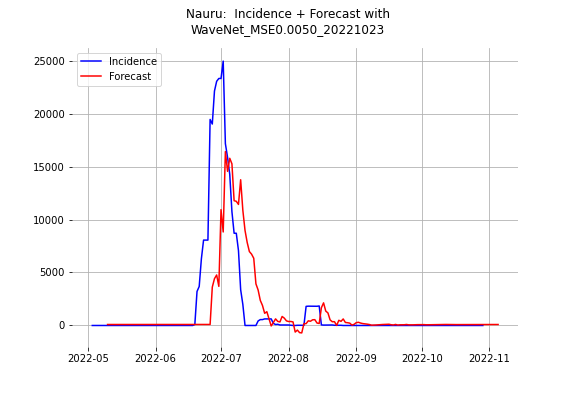 Nauru:  Incidence + Forecast with
WaveNet_MSE0.0050_20221023
Incidence
Forecast
25000
20000
15000
10000
5000
0
2022-05 2022-06 2022-07 2022-08 2022-09 2022-10 2022-11